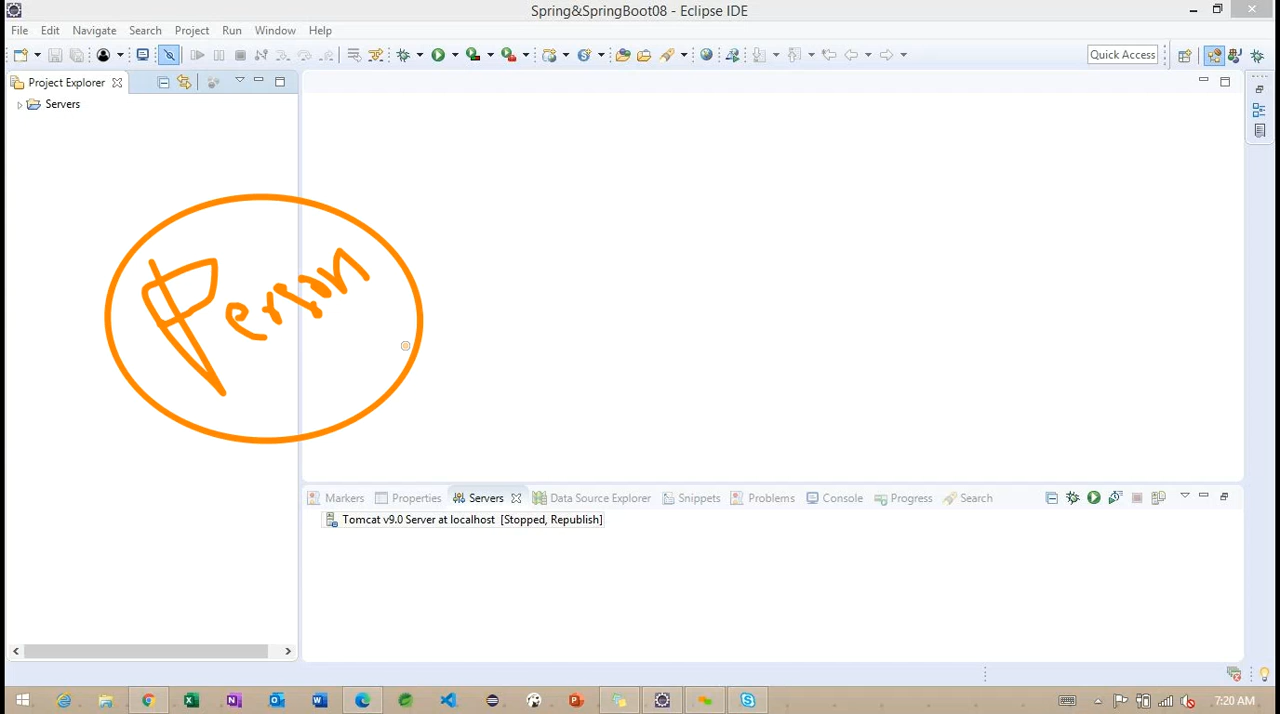 Spring&SpringBoot08 - Eclipse IDE
File Edit Navigate Search Project Run Window Help
Quick Access
Project Explorer
Servers
Person
Markers Properties Servers Data Source Explorer Snippets Problems Console Progress Search
Tomcat v9.0 Server at localhost [Stopped, Republish]
7:20 AM